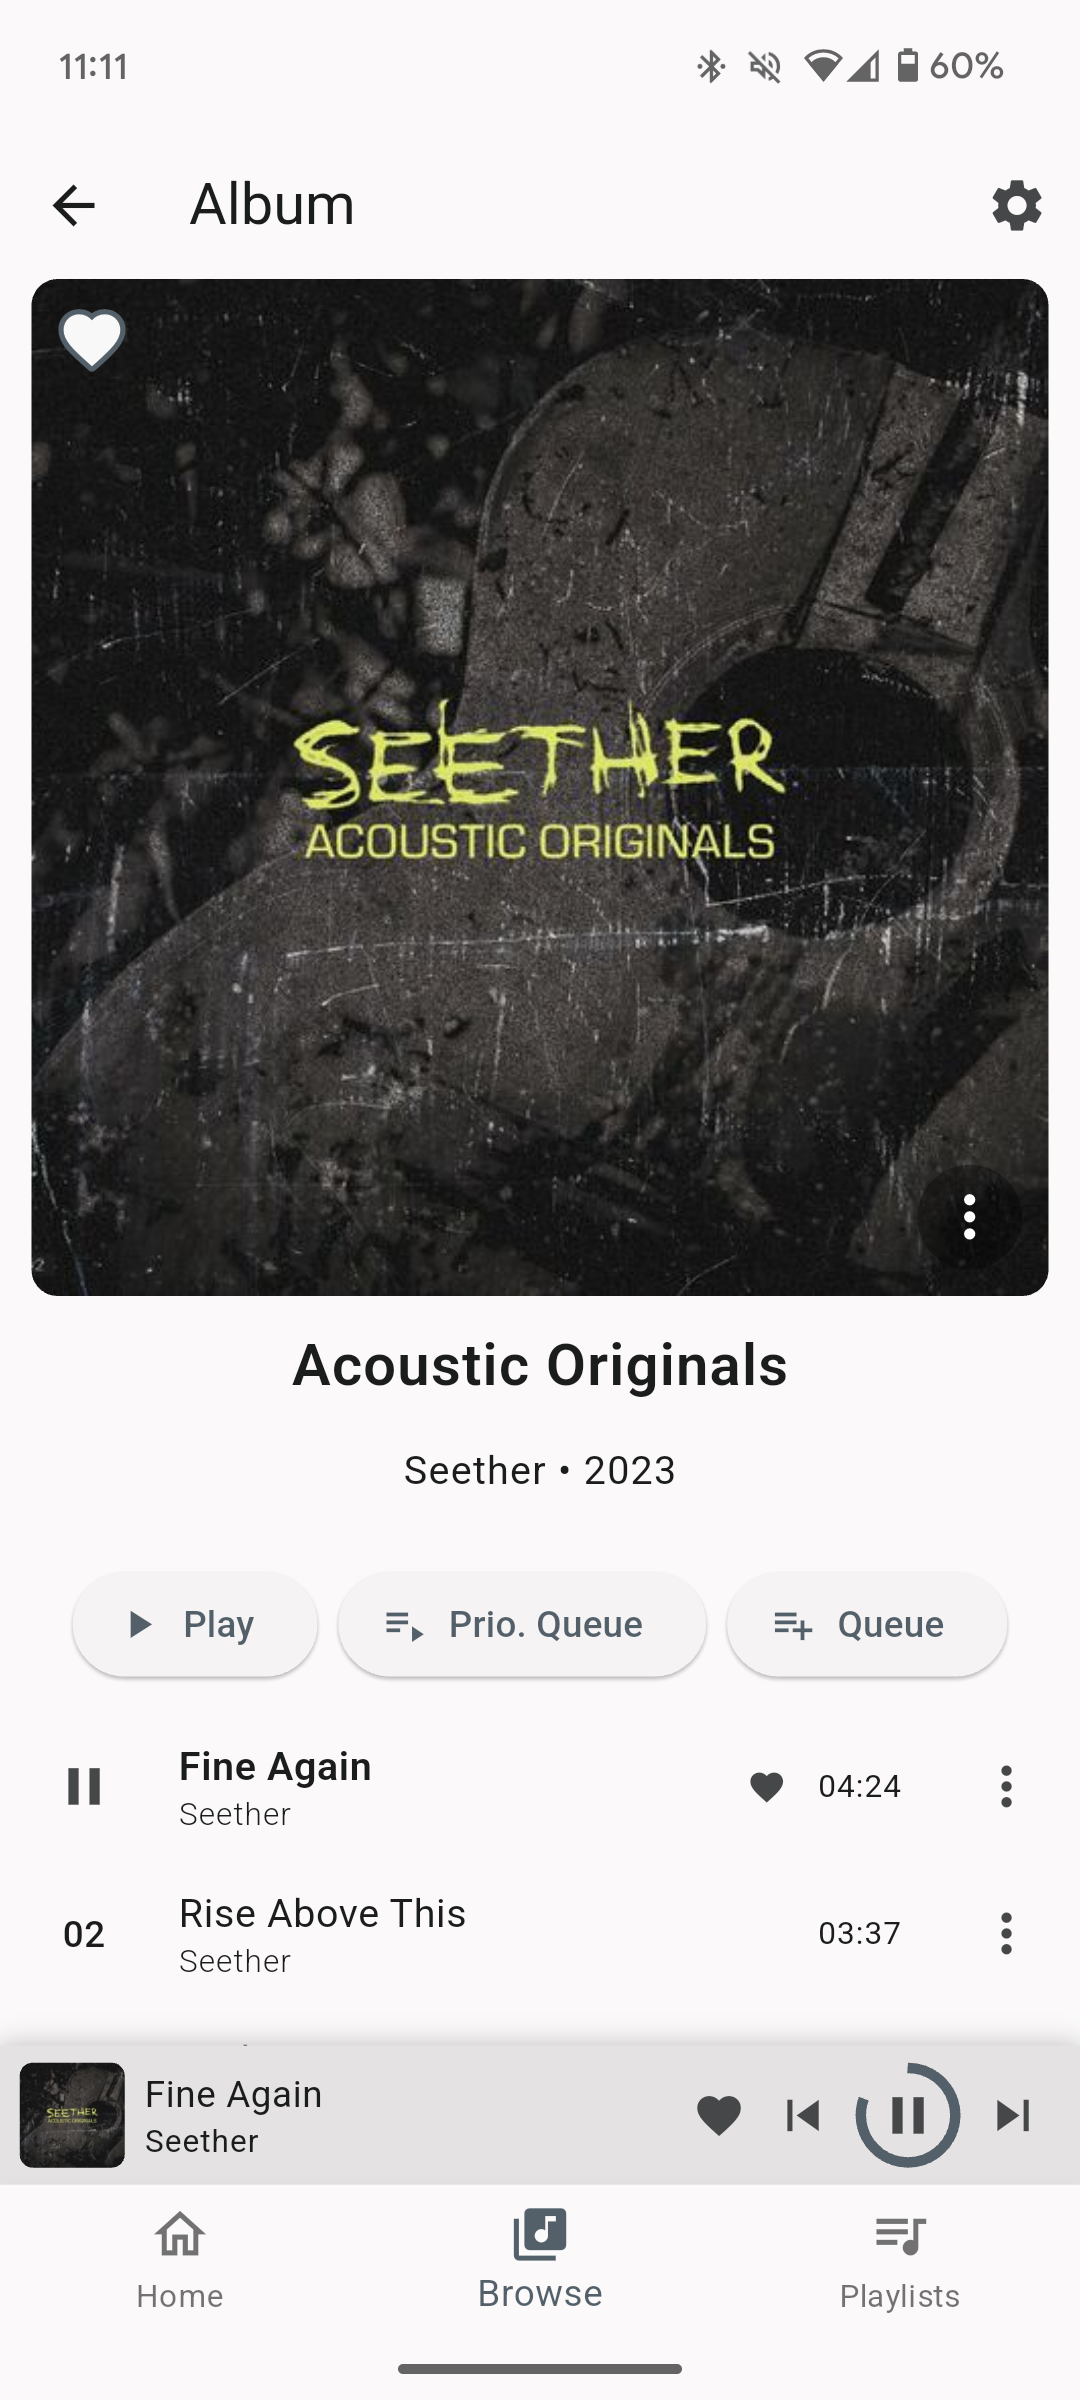 11:11
60%
Album
SEETHER
ACOUSTIC ORIGINALS
Acoustic Originals
Seether • 2023
Play
Prio. Queue
Queue
Fine Again
Seether
04:24
02
Rise Above This
Seether
03:37
SEETHER
ACOUSTIC ORIGINALS
Fine Again
Seether
Home
Browse
Playlists